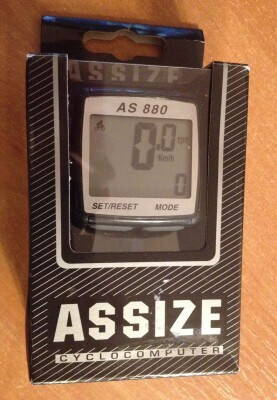 ASSIZE
AS 880
0.0
Km/h
0
SET/RESET MODE
ASSIZE
CYCLOCOMPUTER